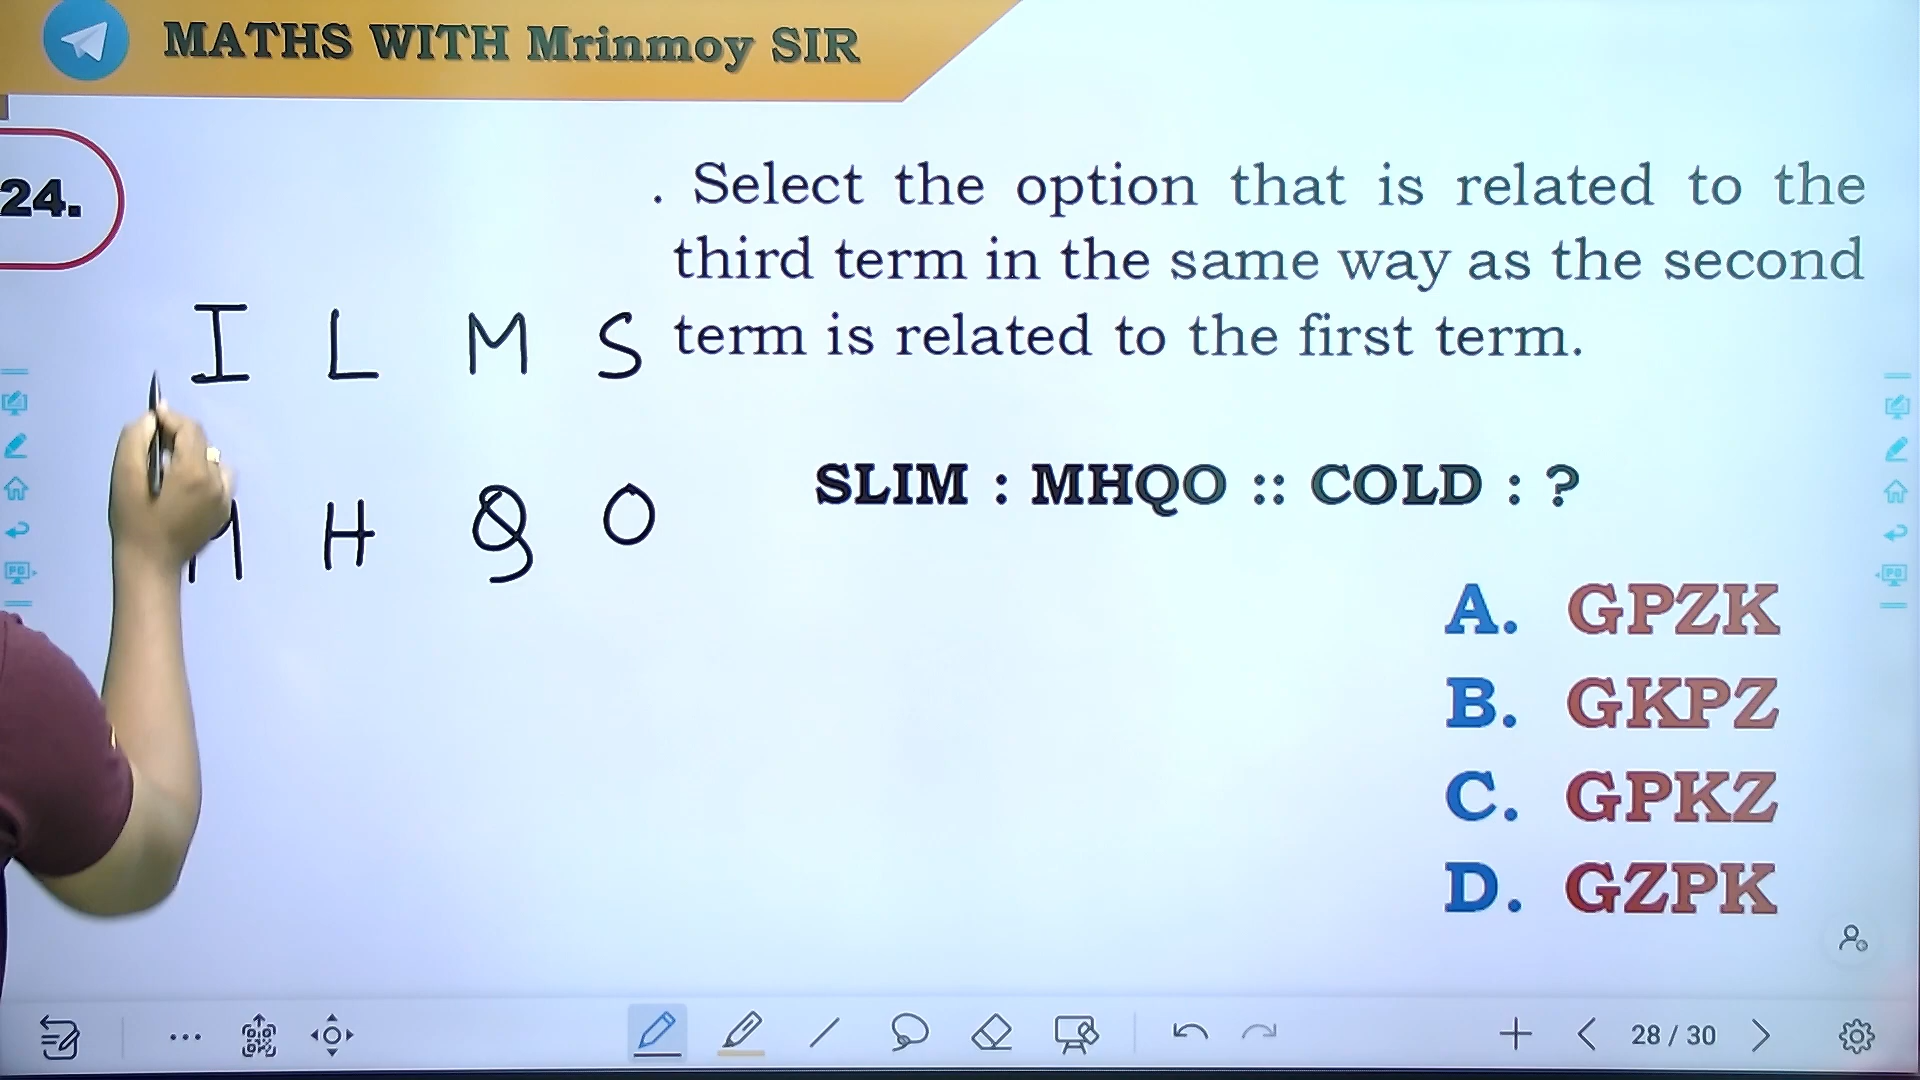 MATHS WITH Mrinmoy SIR
24.
. Select the option that is related to the
third term in the same way as the second
term is related to the first term.
I L M S
SLIM : MHQO :: COLD : ?
M H Q O
A. GPZK
B. GKPZ
C. GPKZ
D. GZPK
28 / 30